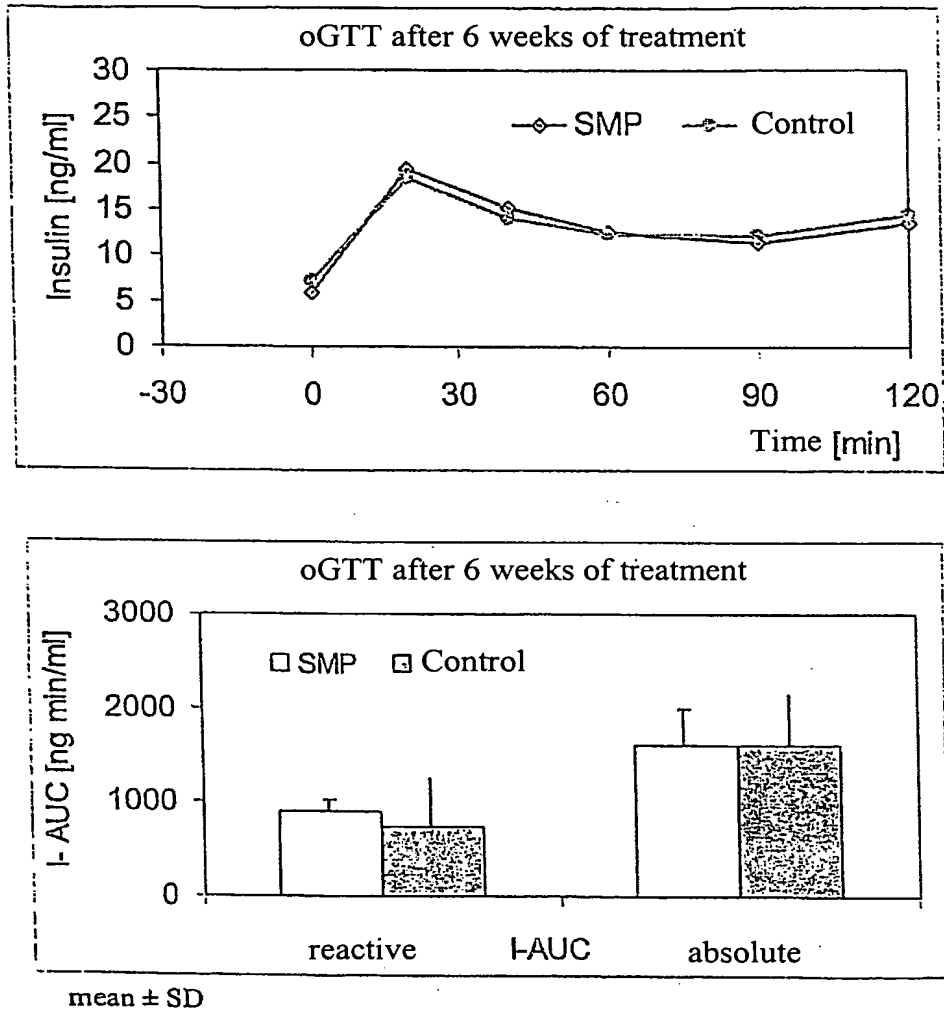 oGTT after 6 weeks of treatment
30
25
20
15
10
5
0
Insulin [ng/ml]
SMP Control
-30 0 30 60 90 120
Time [min]
oGTT after 6 weeks of treatment
3000
2000
1000
0
I- AUC [ng min/ml]
SMP Control
reactive I-AUC absolute
mean ± SD